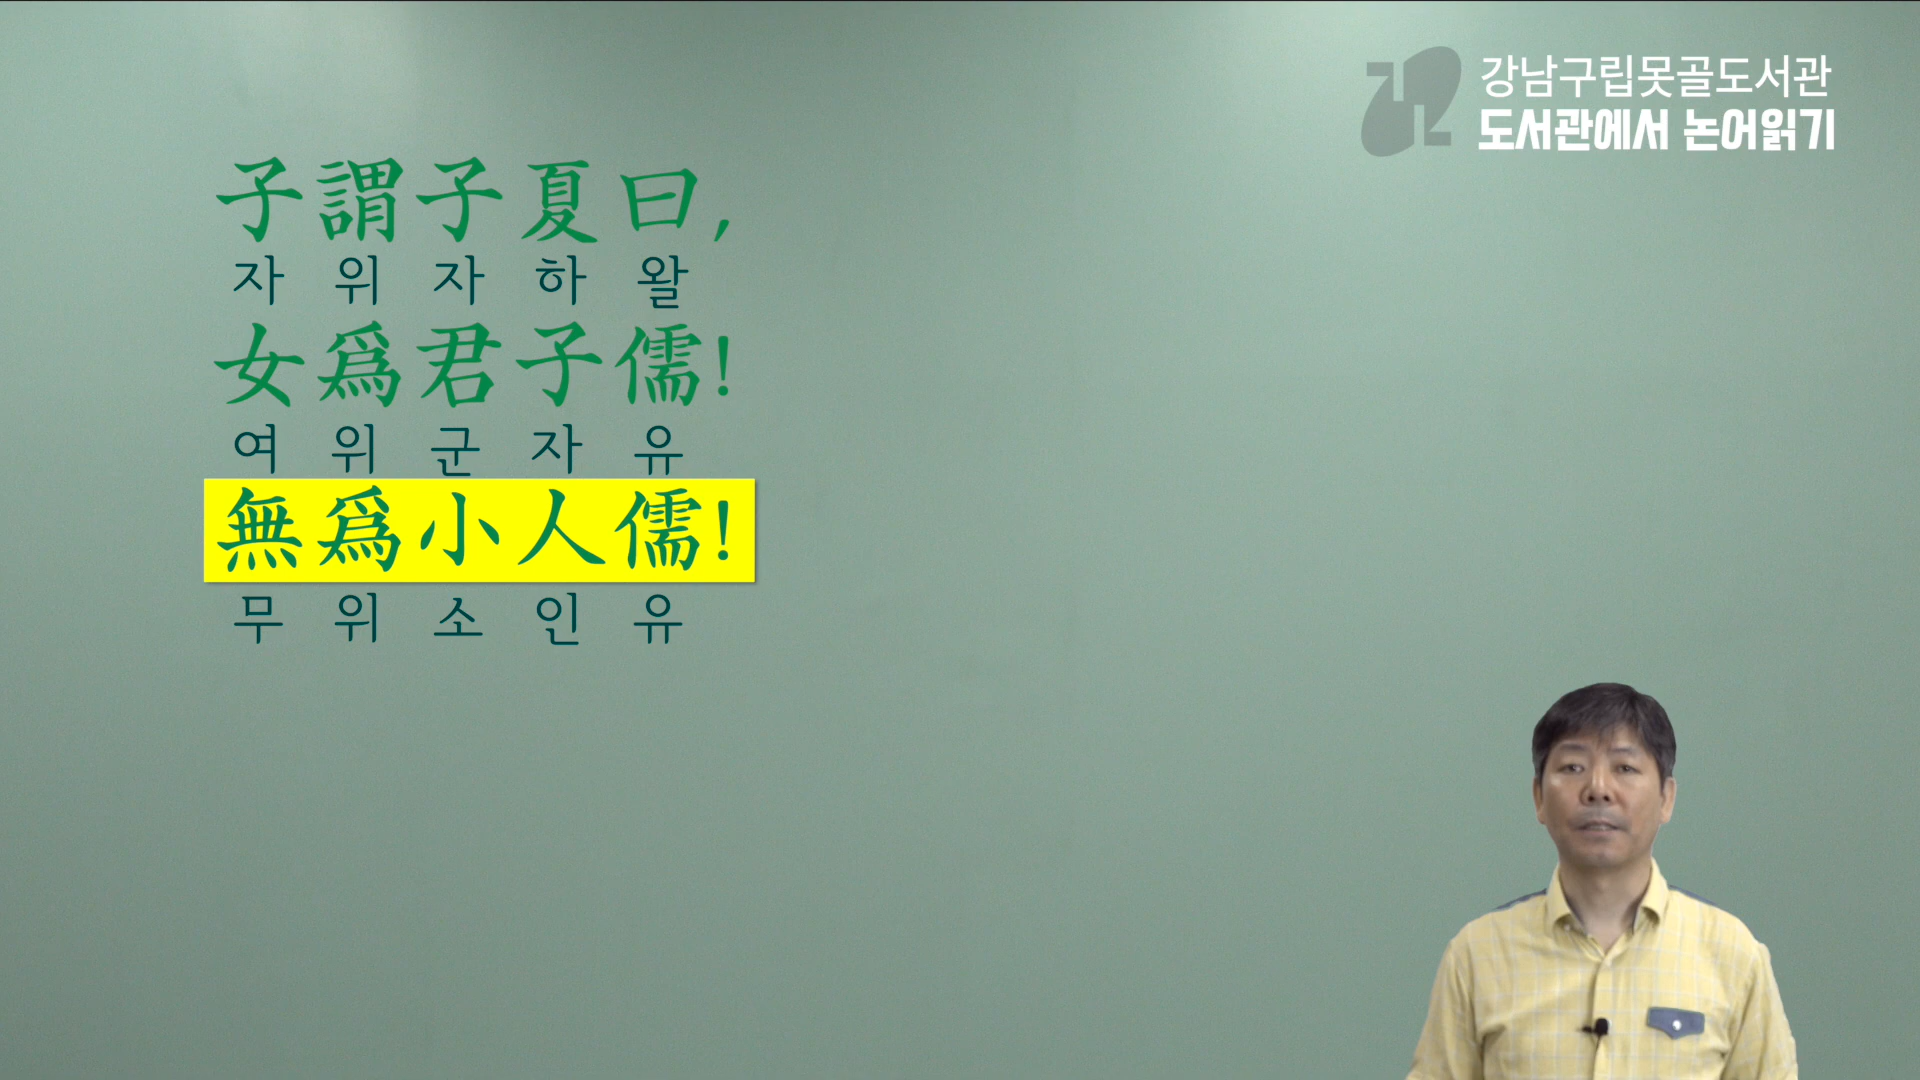 강남구립못골도서관
도서관에서 논어읽기
子謂子夏曰,
자 위 자 하 왈
女爲君子儒!
여 위 군 자 유
無爲小人儒!
무 위 소 인 유